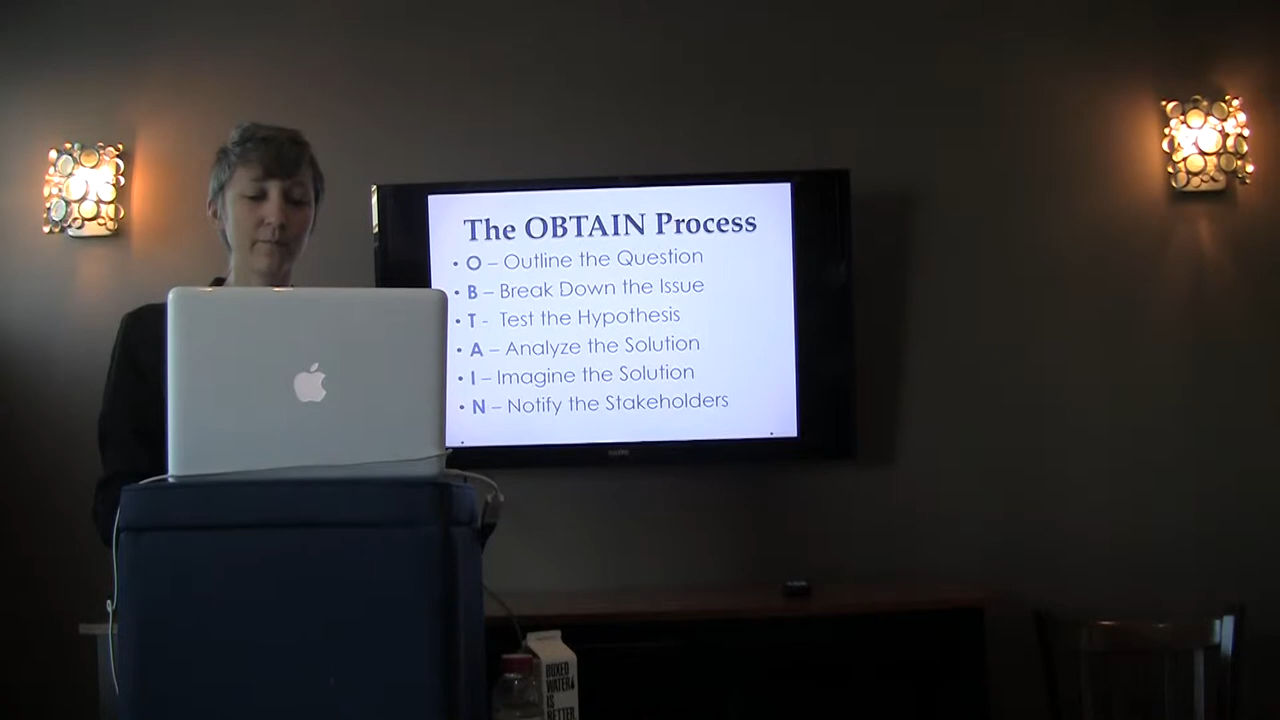 The OBTAIN Process
• O – Outline the Question
• B – Break Down the Issue
• T - Test the Hypothesis
• A – Analyze the Solution
• I – Imagine the Solution
• N – Notify the Stakeholders
BOXED
WATER
IS
BETTER